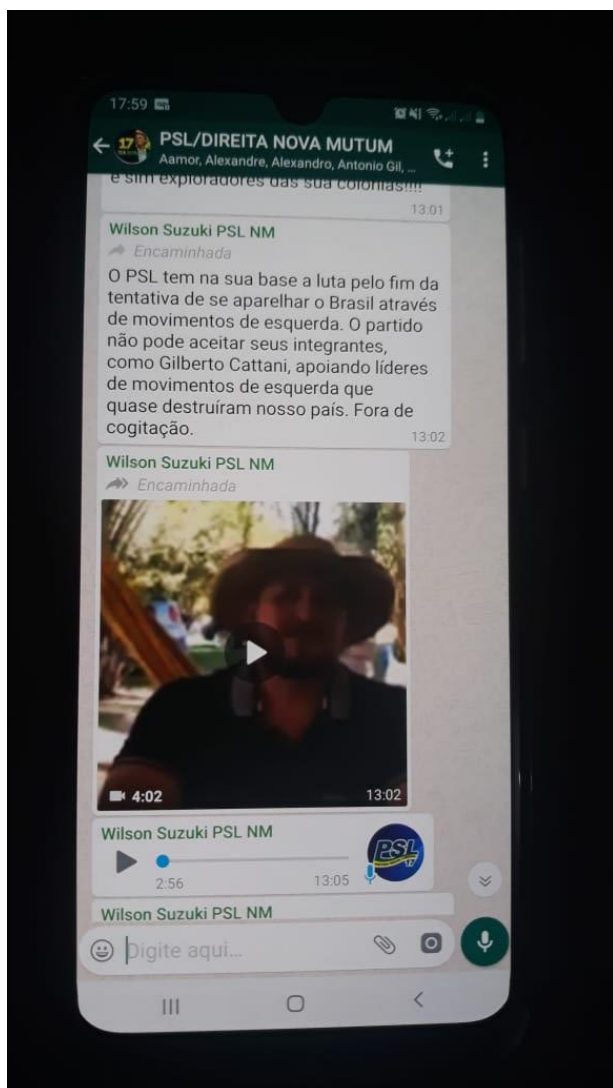 17:59
PSL/DIREITA NOVA MUTUM
Aamor, Alexandre, Alexandro, Antonio Gil, ...
e sim exploradores das sua colonias!!!!
13:01
Wilson Suzuki PSL NM
Encaminhada
O PSL tem na sua base a luta pelo fim da
tentativa de se aparelhar o Brasil através
de movimentos de esquerda. O partido
não pode aceitar seus integrantes,
como Gilberto Cattani, apoiando líderes
de movimentos de esquerda que
quase destruíram nosso país. Fora de
cogitação.
13:02
Wilson Suzuki PSL NM
Encaminhada
4:02
13:02
Wilson Suzuki PSL NM
PSL
17
2:56
13:05
Wilson Suzuki PSL NM
Digite aqui...